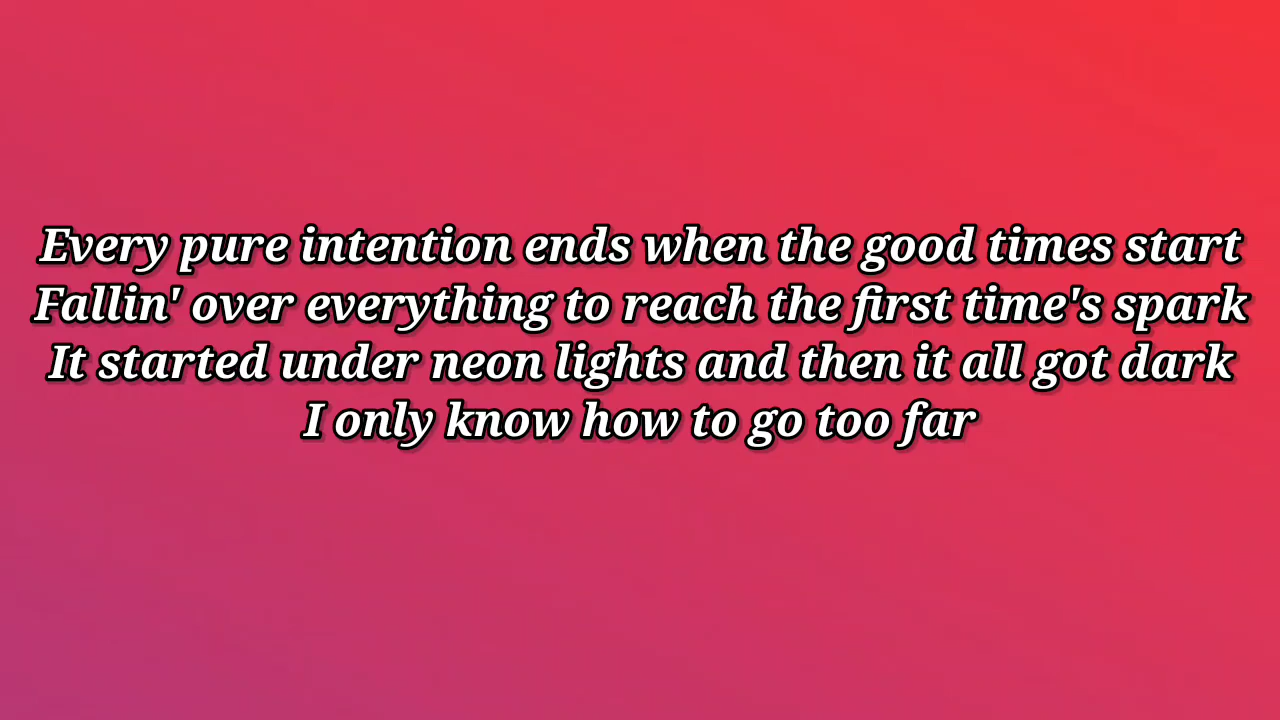 Every pure intention ends when the good times start
Fallin' over everything to reach the first time's spark
It started under neon lights and then it all got dark
I only know how to go too far